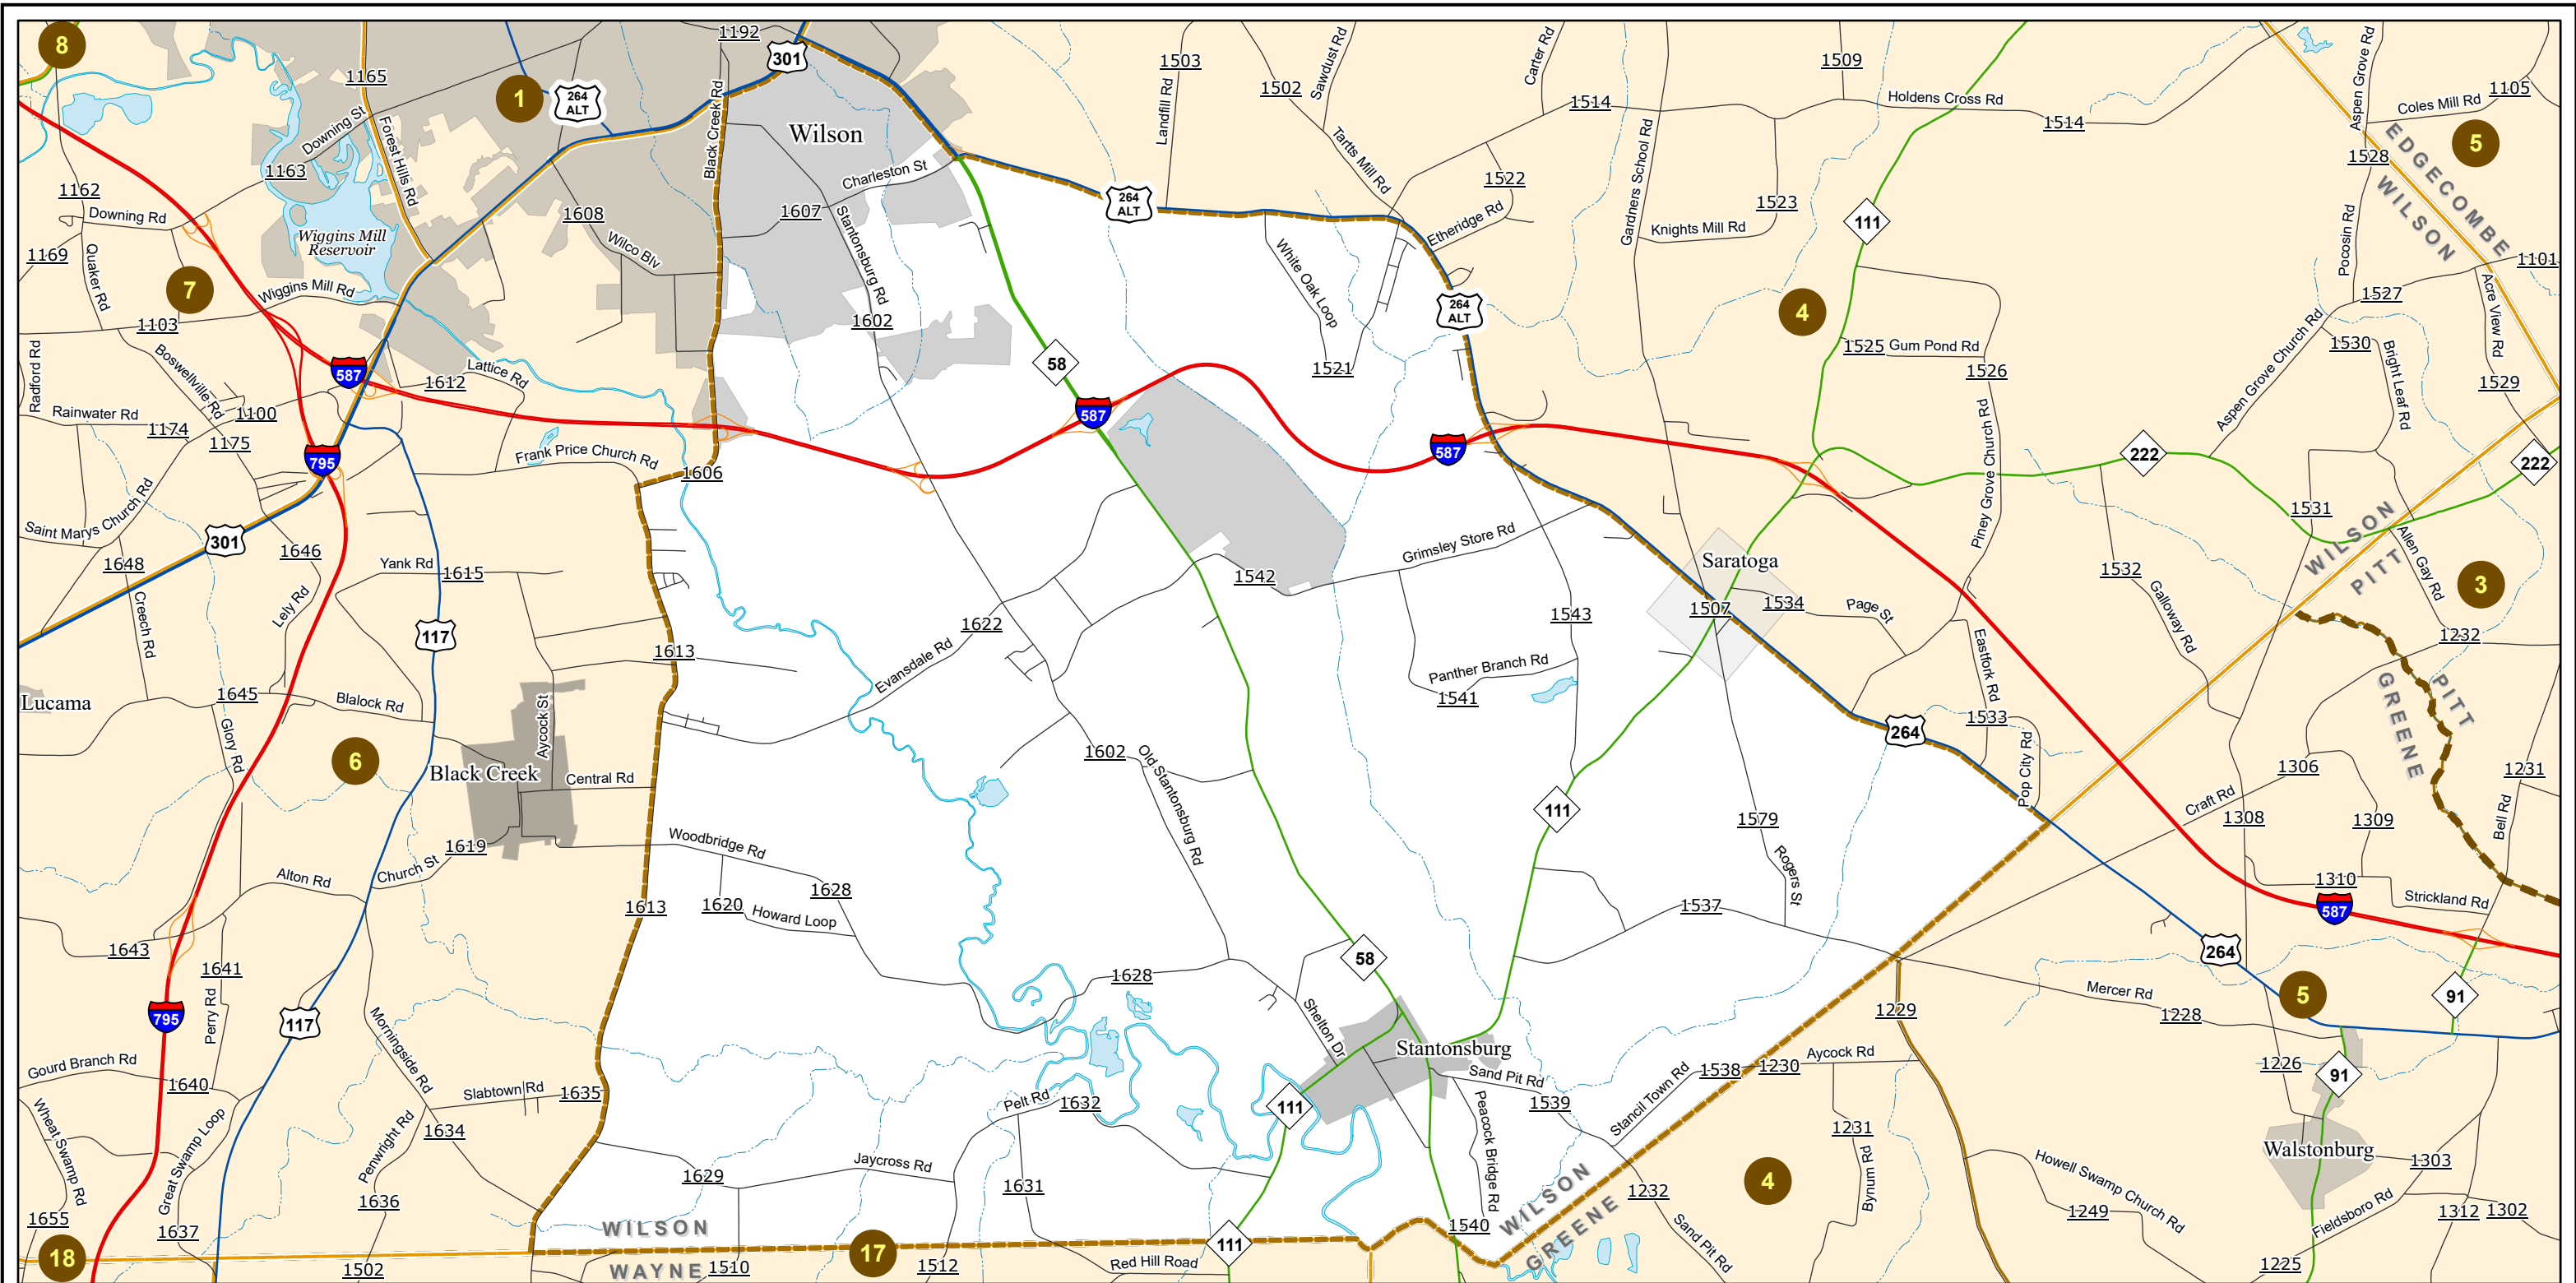 8
1192
301
1165
1
264
ALT
Black Creek Rd
Wilson
1503
Landfill Rd
1502
Sawdust Rd
Carter Rd
1514
1509
Holdens Cross Rd
1514
Aspen Grove Rd
1105
Coles Mill Rd
5
EDGECOMBE
WILSON
1528
Downing St
Forest Hills Rd
1163
1162
Downing Rd
1169
Quaker Rd
7
Wiggins Mill
Reservoir
Wiggins Mill Rd
1103
1608
Wilco Blv
1607
Charleston St
Stantonsburg Rd
1602
264
ALT
Tartts Mill Rd
1522
Etheridge Rd
Gardners School Rd
1523
Knights Mill Rd
111
Pocosin Rd
1101
1527
Acre View Rd
White Oak Loop
264
ALT
4
1521
1525
Gum Pond Rd
1526
Aspen Grove Church Rd
1530
Bright Leaf Rd
1529
Radford Rd
Boswellville Rd
Rainwater Rd
1100
1174
1175
587
1612
Lattice Rd
58
587
587
795
Frank Price Church Rd
1606
222
222
Piney Grove Church Rd
1531
WILSON
PITT
Allen Gay Rd
3
Saint Marys Church Rd
301
1648
1646
Creech Rd
Lely Rd
Yank Rd
1615
117
1542
Grimsley Store Rd
Saratoga
1507
1534
Page St
1543
1532
Galloway Rd
1232
PITT
GREENE
1622
Evansdale Rd
1613
Panther Branch Rd
1541
Eastfork Rd
1533
Pop City Rd
264
Lucama
1645
Glory Rd
Blalock Rd
Aycock St
6
Black Creek
Central Rd
1602
Old Stantonsburg Rd
111
1579
Rogers St
1306
Craft Rd
1308
1309
1231
Bell Rd
1619
Church St
Alton Rd
Woodbridge Rd
1628
1620
Howard Loop
1613
1537
1310
Strickland Rd
587
1643
1641
Perry Rd
795
117
Morningside Rd
1628
58
Shelton Dr
Stantonsburg
264
5
91
Mercer Rd
1228
1229
Gourd Branch Rd
1640
Wheat Swamp Rd
Great Swamp Loop
Slabtown Rd
1635
Penwright Rd
1634
1636
Pelt Rd
1632
111
Sand Pit Rd
1539
Peacock Bridge Rd
Stancil Town Rd
1538
1230
Aycock Rd
1226
91
1231
Bynum Rd
Walstonburg
1303
Jaycross Rd
1629
1631
WILSON
GREENE
1232
4
Sand Pit Rd
Howell Swamp Church Rd
1249
Fieldsboro Rd
1312
1302
1655
1637
18
1502
WILSON
WAYNE
1510
17
1512
Red Hill Road
111
1540
1225